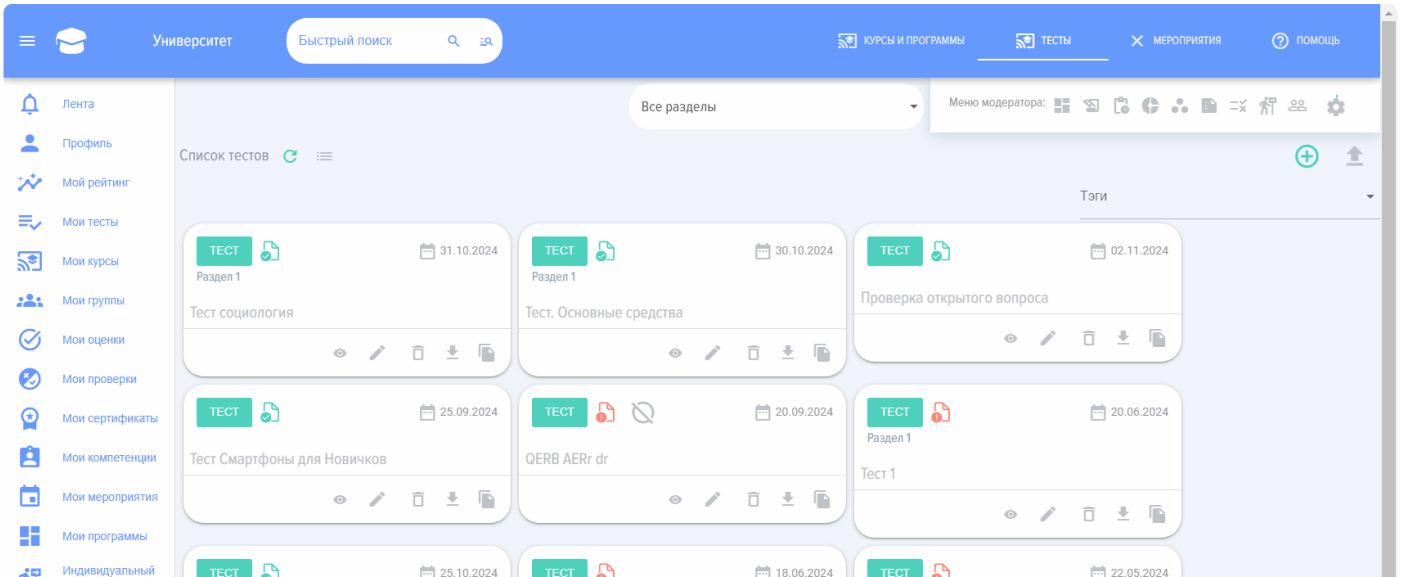 Университет
Быстрый поиск
КУРСЫ И ПРОГРАММЫ
ТЕСТЫ
МЕРОПРИЯТИЯ
ПОМОЩЬ
Лента
Профиль
Мой рейтинг
Мои тесты
Мои курсы
Мои группы
Мои оценки
Мои проверки
Мои сертификаты
Мои компетенции
Мои мероприятия
Мои программы
Индивидуальный
Все разделы
Меню модератора:
Список тестов
Тэги
ТЕСТ
31.10.2024
Раздел 1
Тест социология
ТЕСТ
30.10.2024
Раздел 1
Тест. Основные средства
ТЕСТ
02.11.2024
Проверка открытого вопроса
ТЕСТ
25.09.2024
Тест Смартфоны для Новичков
ТЕСТ
20.09.2024
QERB AERr dr
ТЕСТ
20.06.2024
Раздел 1
Тест 1
ТЕСТ
25.10.2024
ТЕСТ
18.06.2024
ТЕСТ
22.05.2024